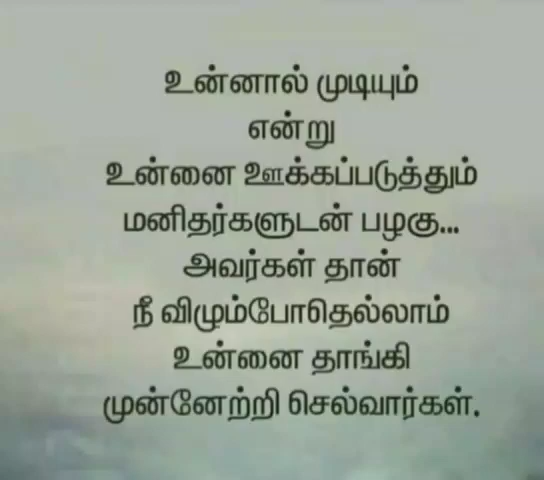 உன்னால் முடியும்
என்று
உன்னை ஊக்கப்படுத்தும்
மனிதர்களுடன் பழகு...
அவர்கள் தான்
நீ விழும்போதெல்லாம்
உன்னை தாங்கி
முன்னேற்றி செல்வார்கள்.